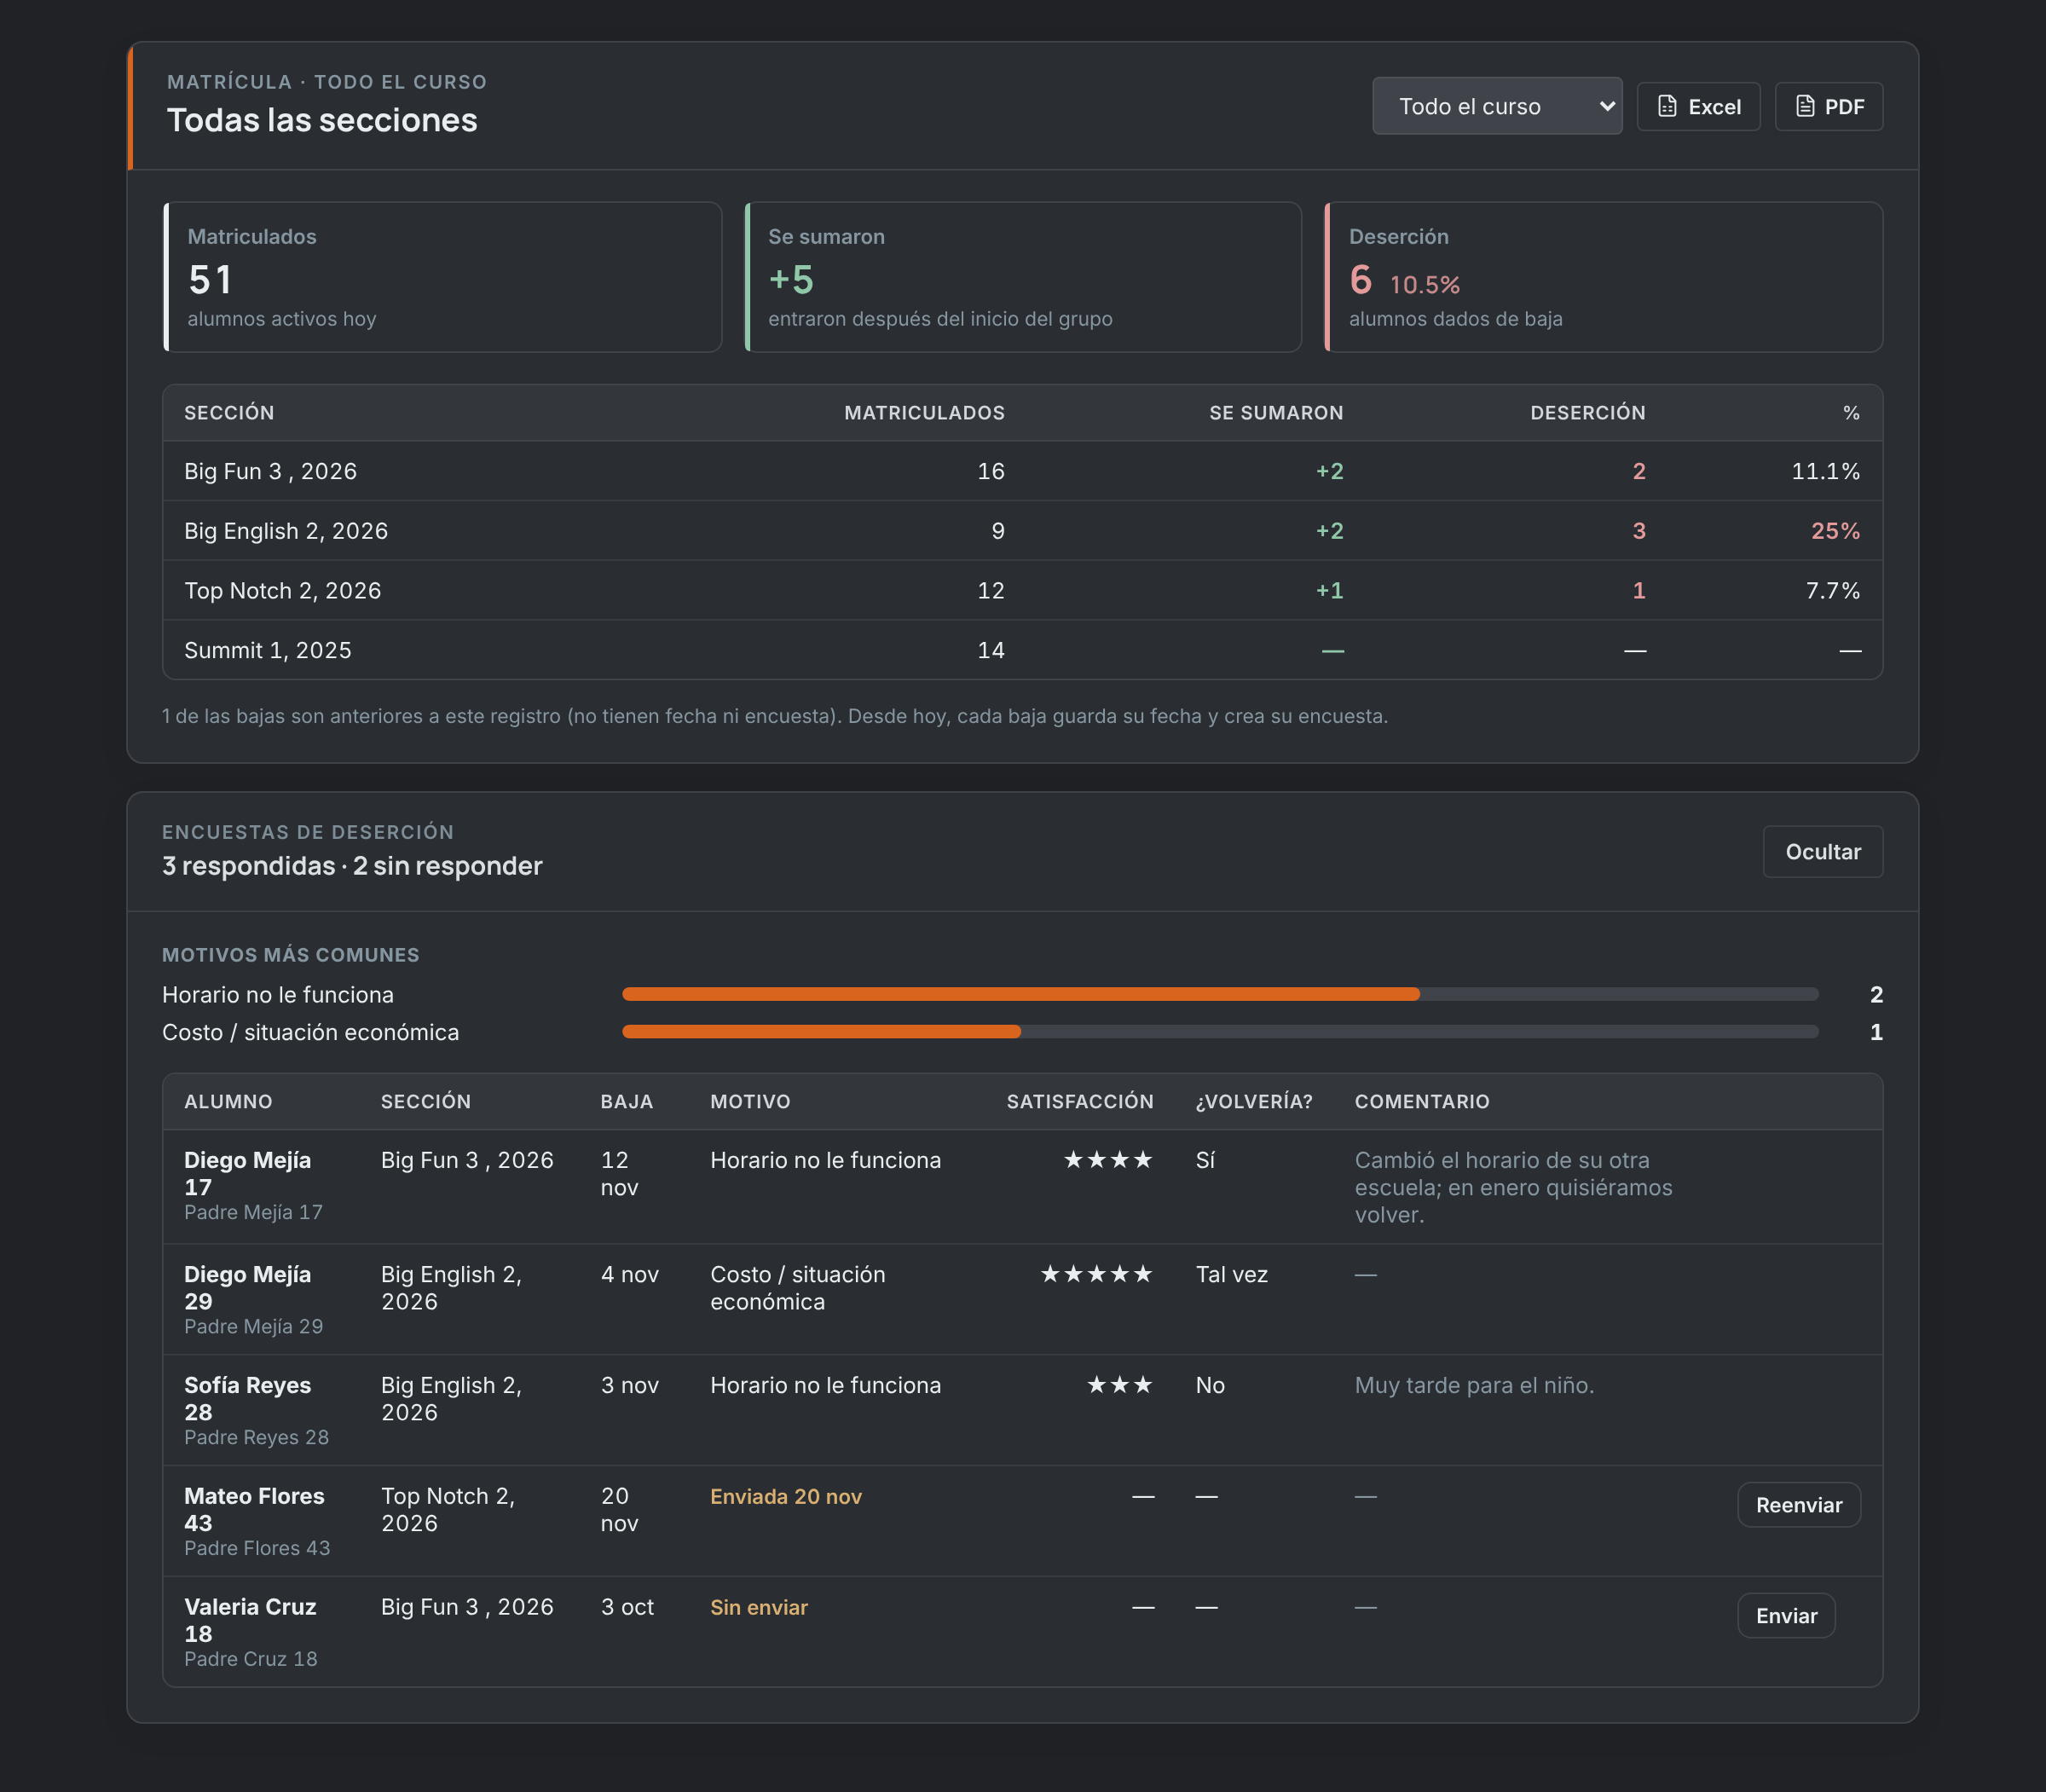 MATRÍCULA · TODO EL CURSO
Todas las secciones
Todo el curso
Excel
PDF
Matriculados
51
alumnos activos hoy
Se sumaron
+5
entraron después del inicio del grupo
Deserción
6 10.5%
alumnos dados de baja
SECCIÓN MATRICULADOS SE SUMARON DESERCIÓN %
Big Fun 3 , 2026 16 +2 2 11.1%
Big English 2, 2026 9 +2 3 25%
Top Notch 2, 2026 12 +1 1 7.7%
Summit 1, 2025 14 — — —
1 de las bajas son anteriores a este registro (no tienen fecha ni encuesta). Desde hoy, cada baja guarda su fecha y crea su encuesta.
ENCUESTAS DE DESERCIÓN
3 respondidas · 2 sin responder
Ocultar
MOTIVOS MÁS COMUNES
Horario no le funciona 2
Costo / situación económica 1
ALUMNO SECCIÓN BAJA MOTIVO SATISFACCIÓN ¿VOLVERÍA? COMENTARIO
Diego Mejía Big Fun 3 , 2026 12 Horario no le funciona ★★★★ Sí Cambió el horario de su otra
17 nov escuela; en enero quisiéramos
Padre Mejía 17 volver.
Diego Mejía Big English 2, 4 nov Costo / situación ★★★★★ Tal vez —
29 2026 económica
Padre Mejía 29
Sofía Reyes Big English 2, 3 nov Horario no le funciona ★★★ No Muy tarde para el niño.
28 2026
Padre Reyes 28
Mateo Flores Top Notch 2, 20 Enviada 20 nov — — — Reenviar
43 2026 nov
Padre Flores 43
Valeria Cruz Big Fun 3 , 2026 3 oct Sin enviar — — — Enviar
18
Padre Cruz 18